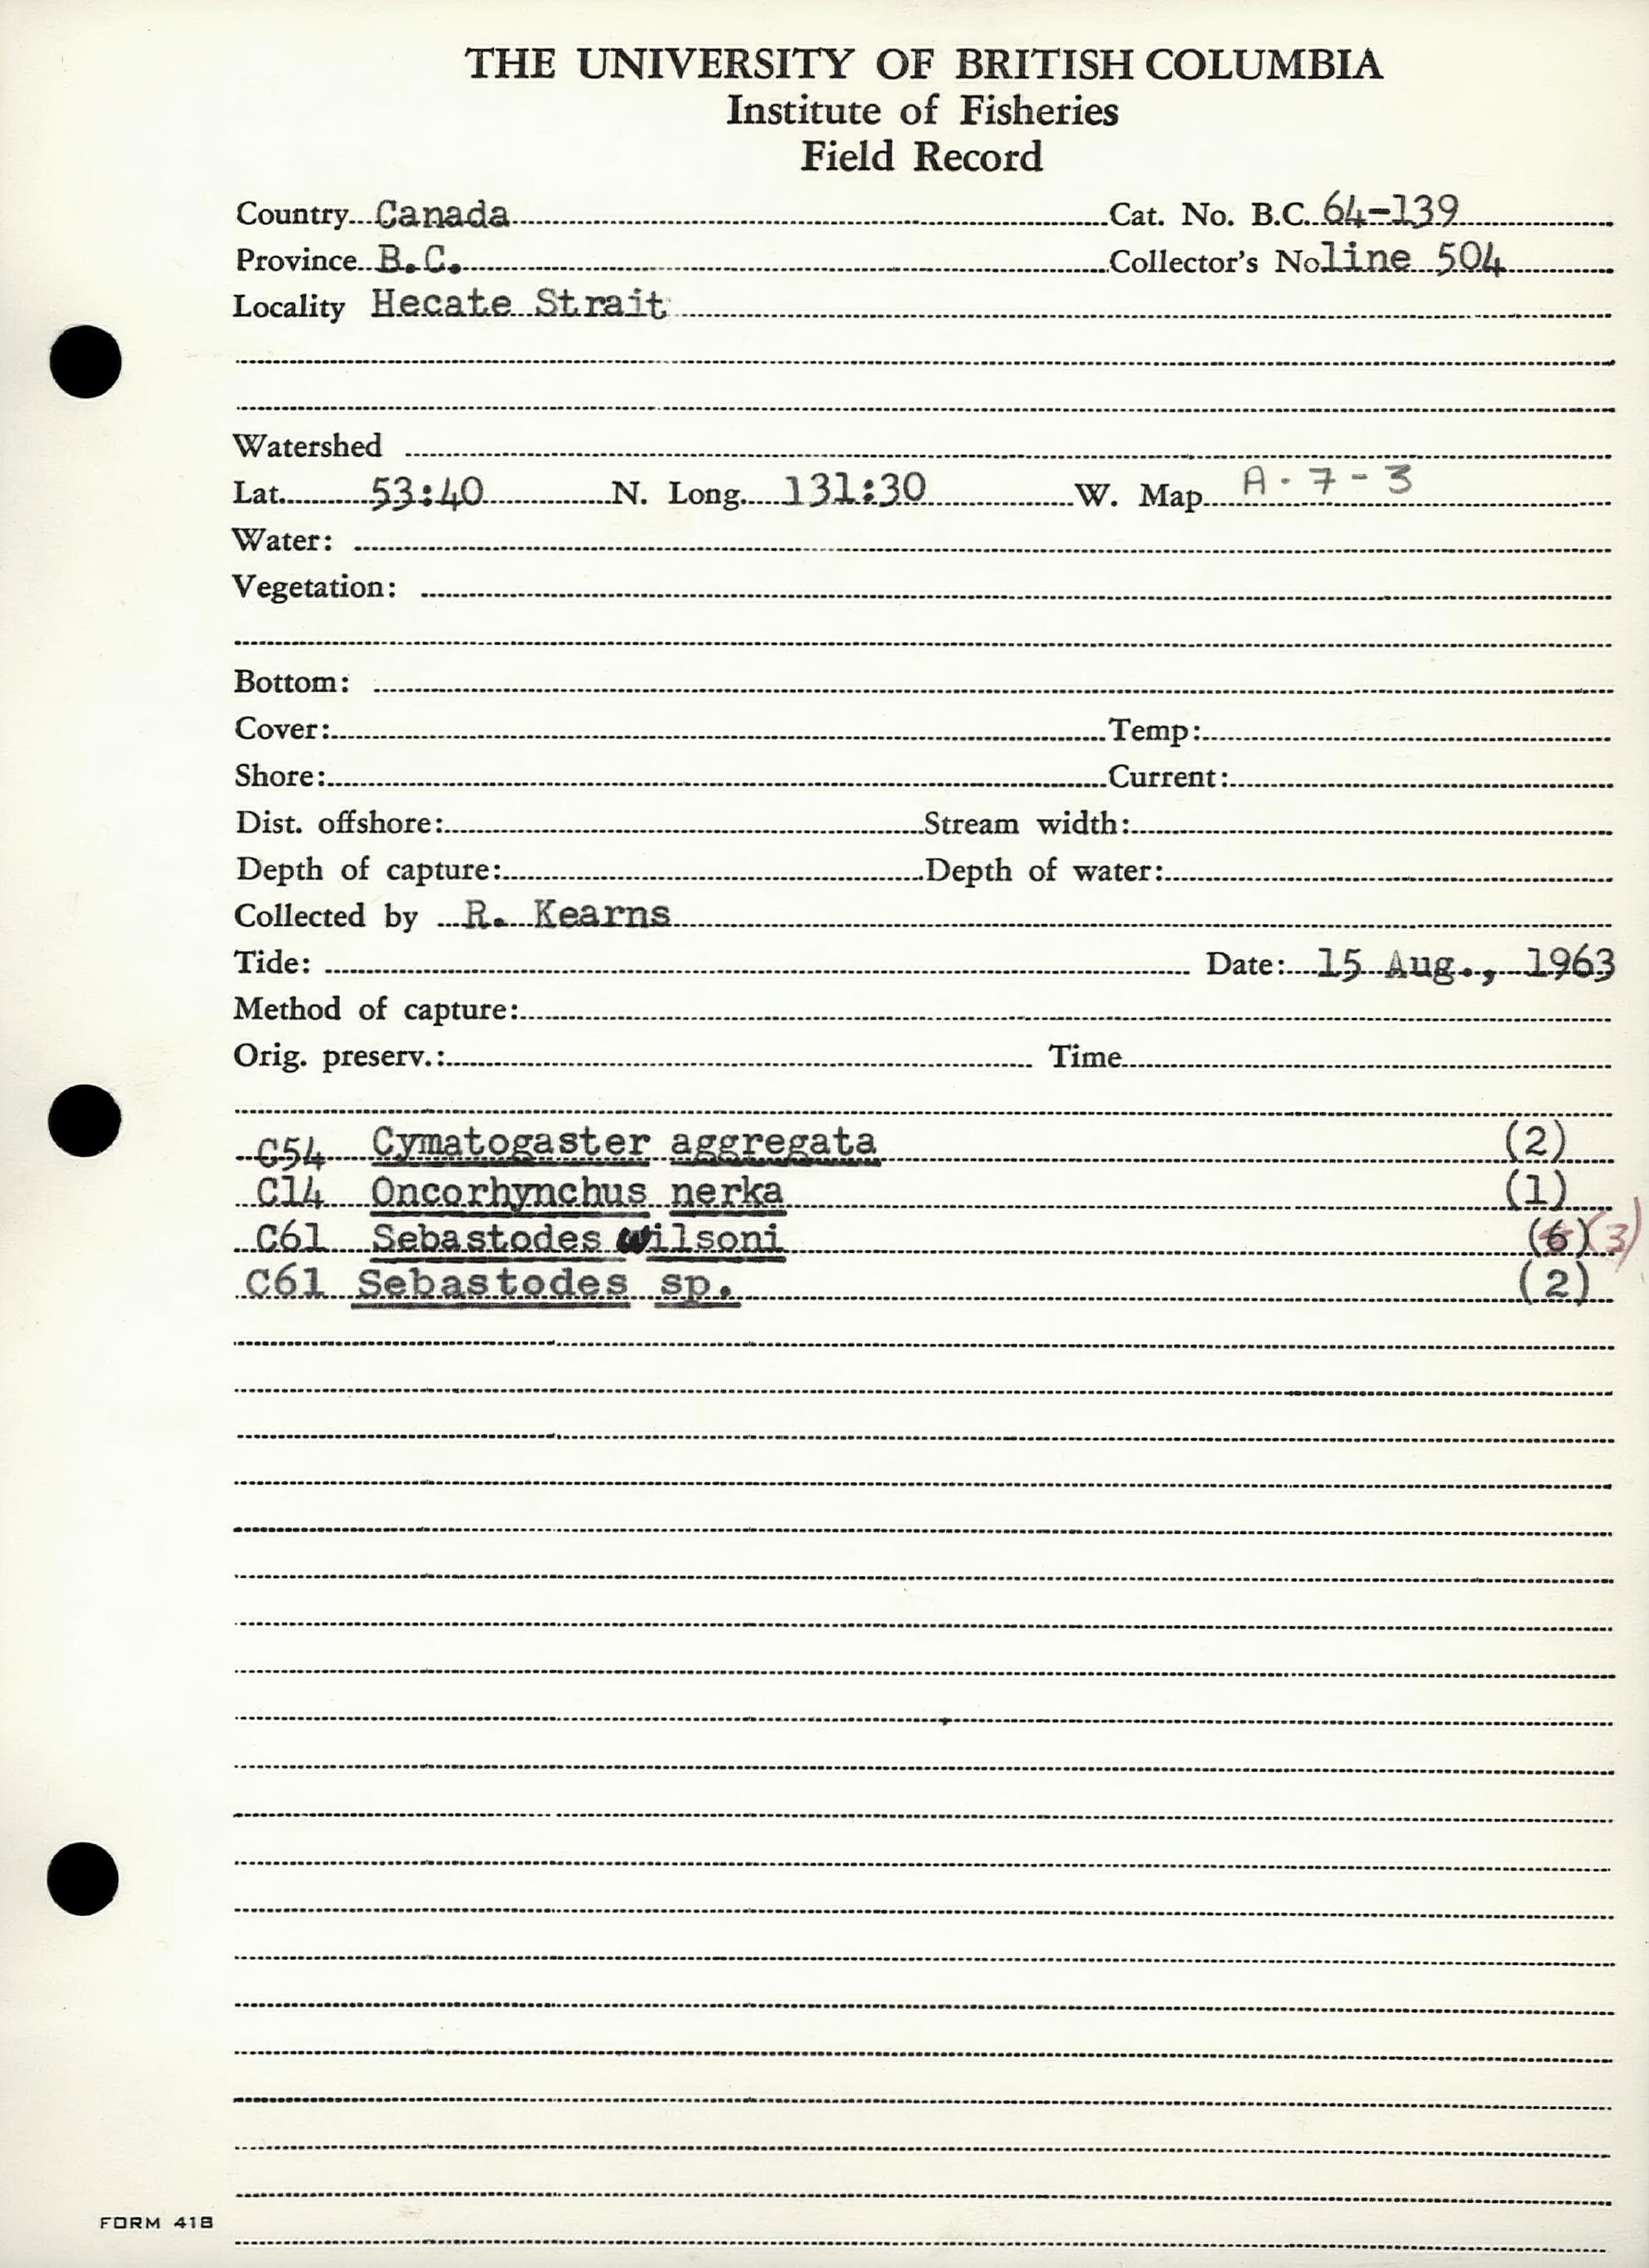 THE UNIVERSITY OF BRITISH COLUMBIA
Institute of Fisheries
Field Record
Country Canada Cat. No. B.C. 64-139
Province B.C. Collector's No line 504
Locality Hecate Strait
Watershed
Lat. 53:40 N. Long. 131:30 W. Map A-7-3
Water:
Vegetation:
Bottom:
Cover: Temp:
Shore: Current:
Dist. offshore: Stream width:
Depth of capture: Depth of water:
Collected by R. Kearns
Tide: Date: 15 Aug., 1963
Method of capture:
Orig. preserv.: Time
C54 Cymatogaster aggregata (2)
C14 Oncorhynchus nerka (1)
C61 Sebastodes wilsoni (6) (3)
C61 Sebastodes sp. (2)
FORM 41B